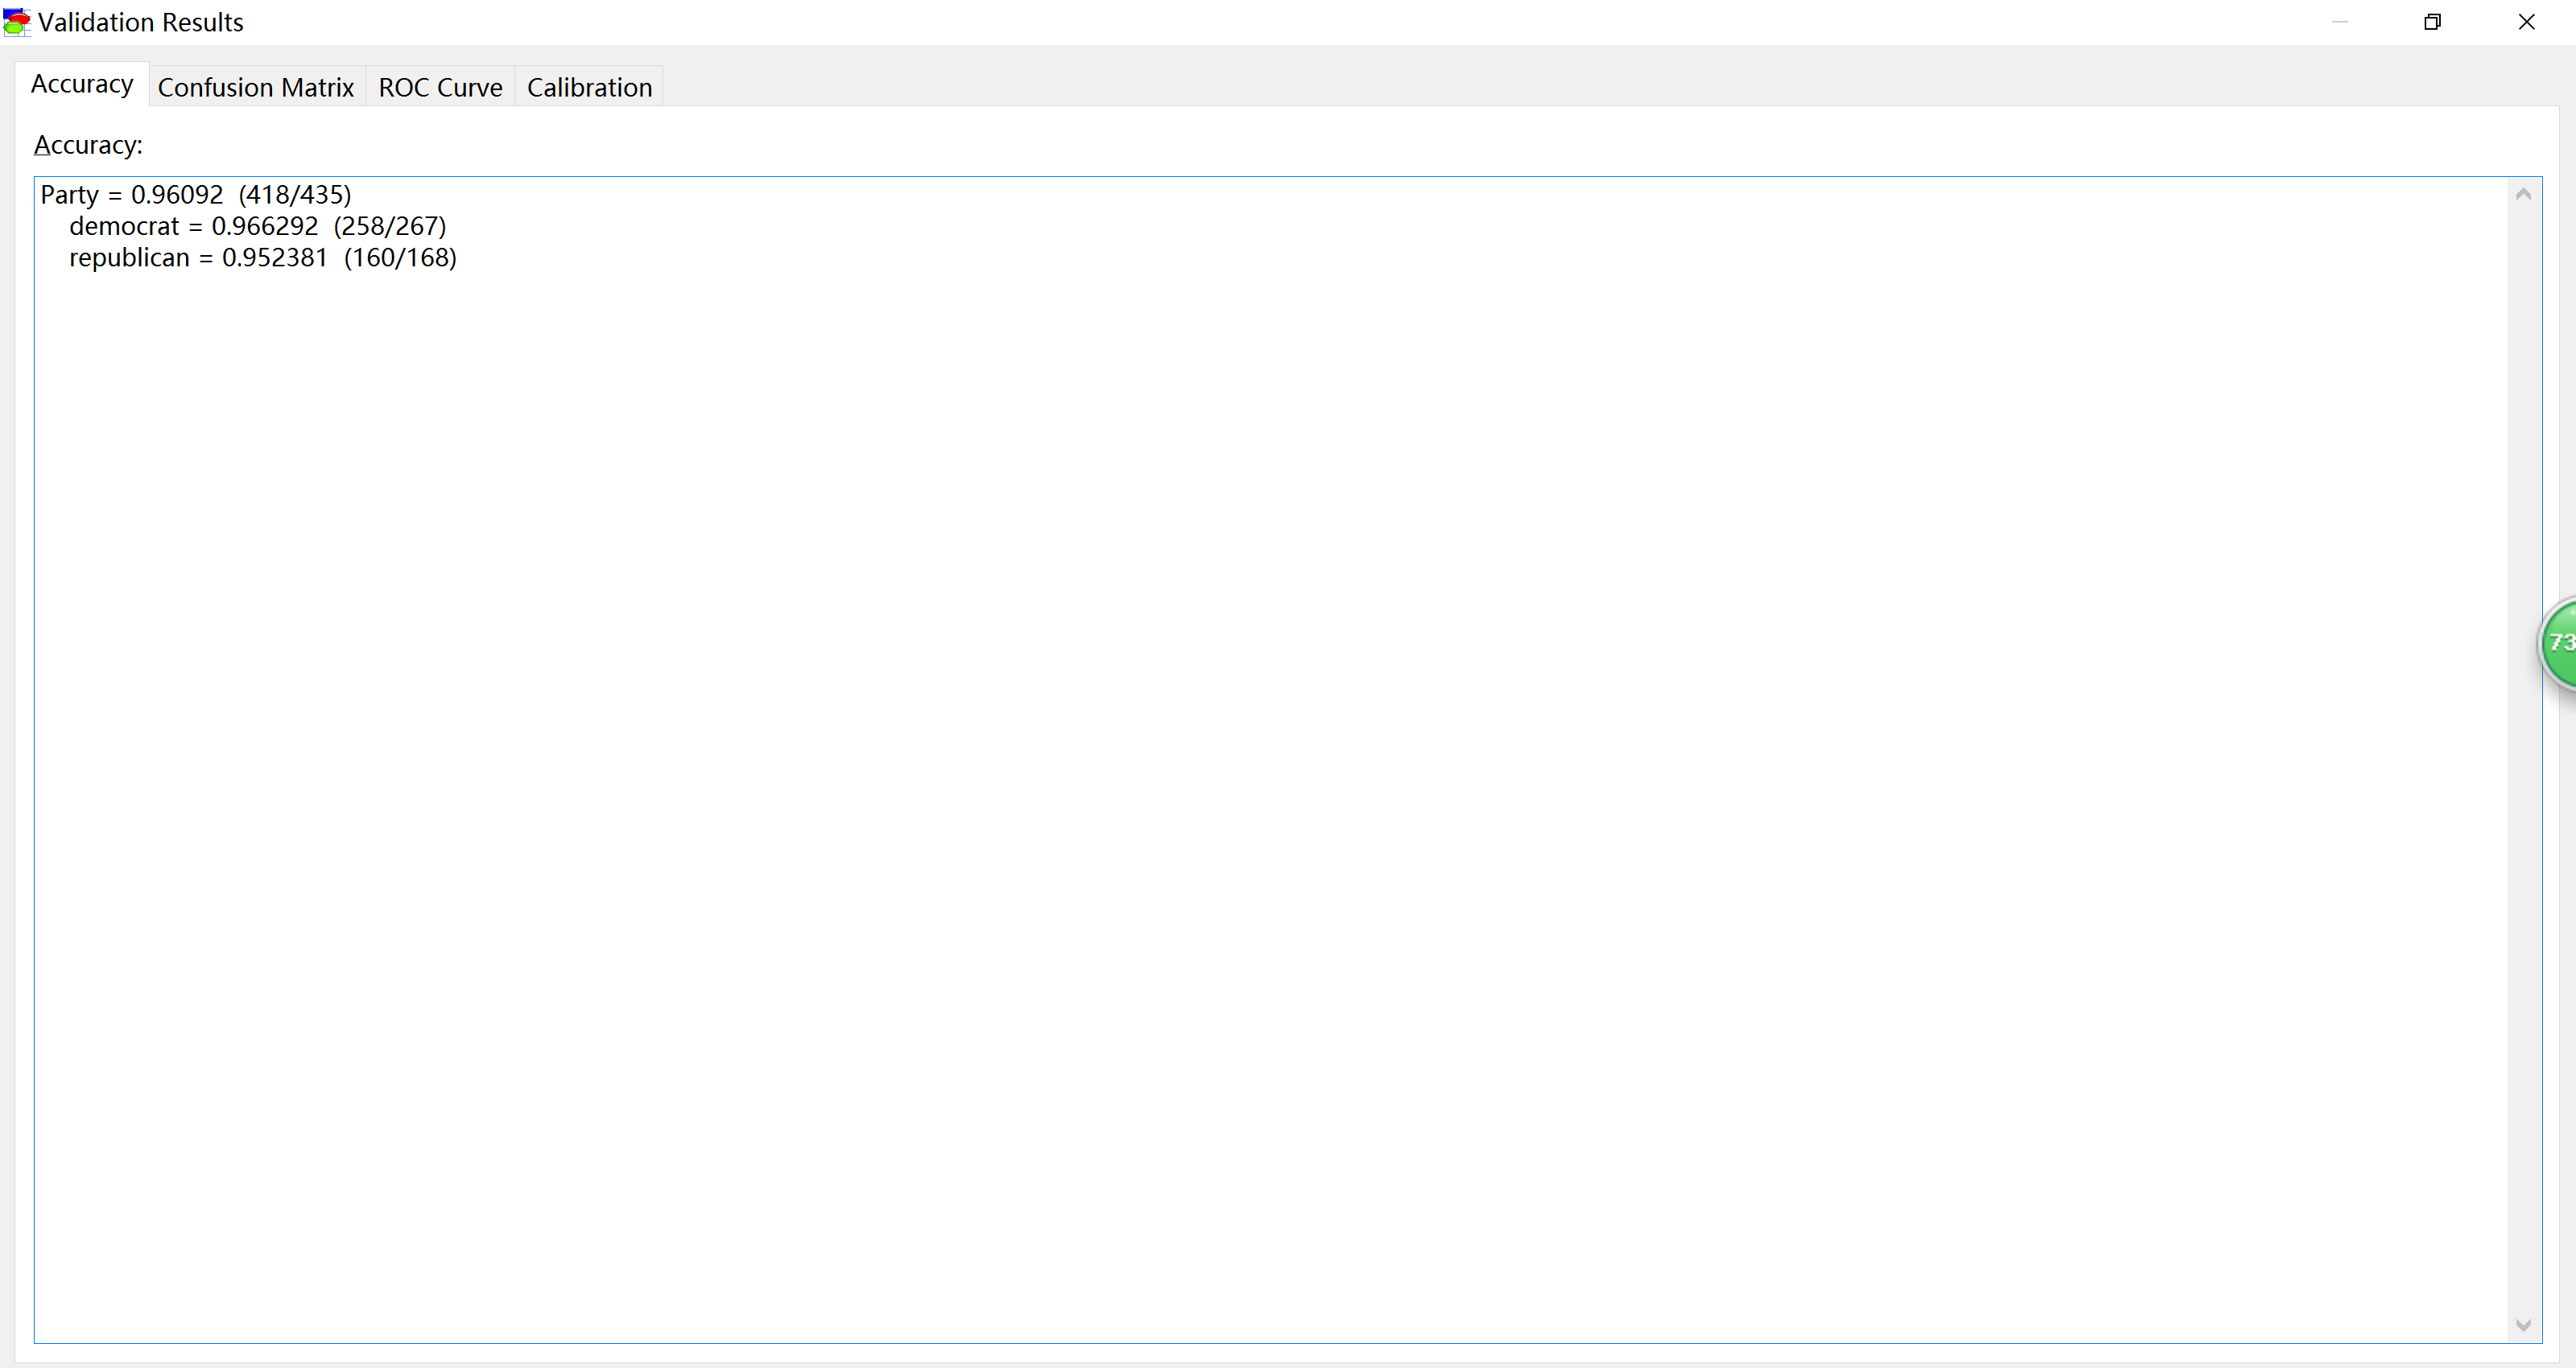 Validation Results
Accuracy Confusion Matrix ROC Curve Calibration
Accuracy:
Party = 0.96092 (418/435)
democrat = 0.966292 (258/267)
republican = 0.952381 (160/168)
73